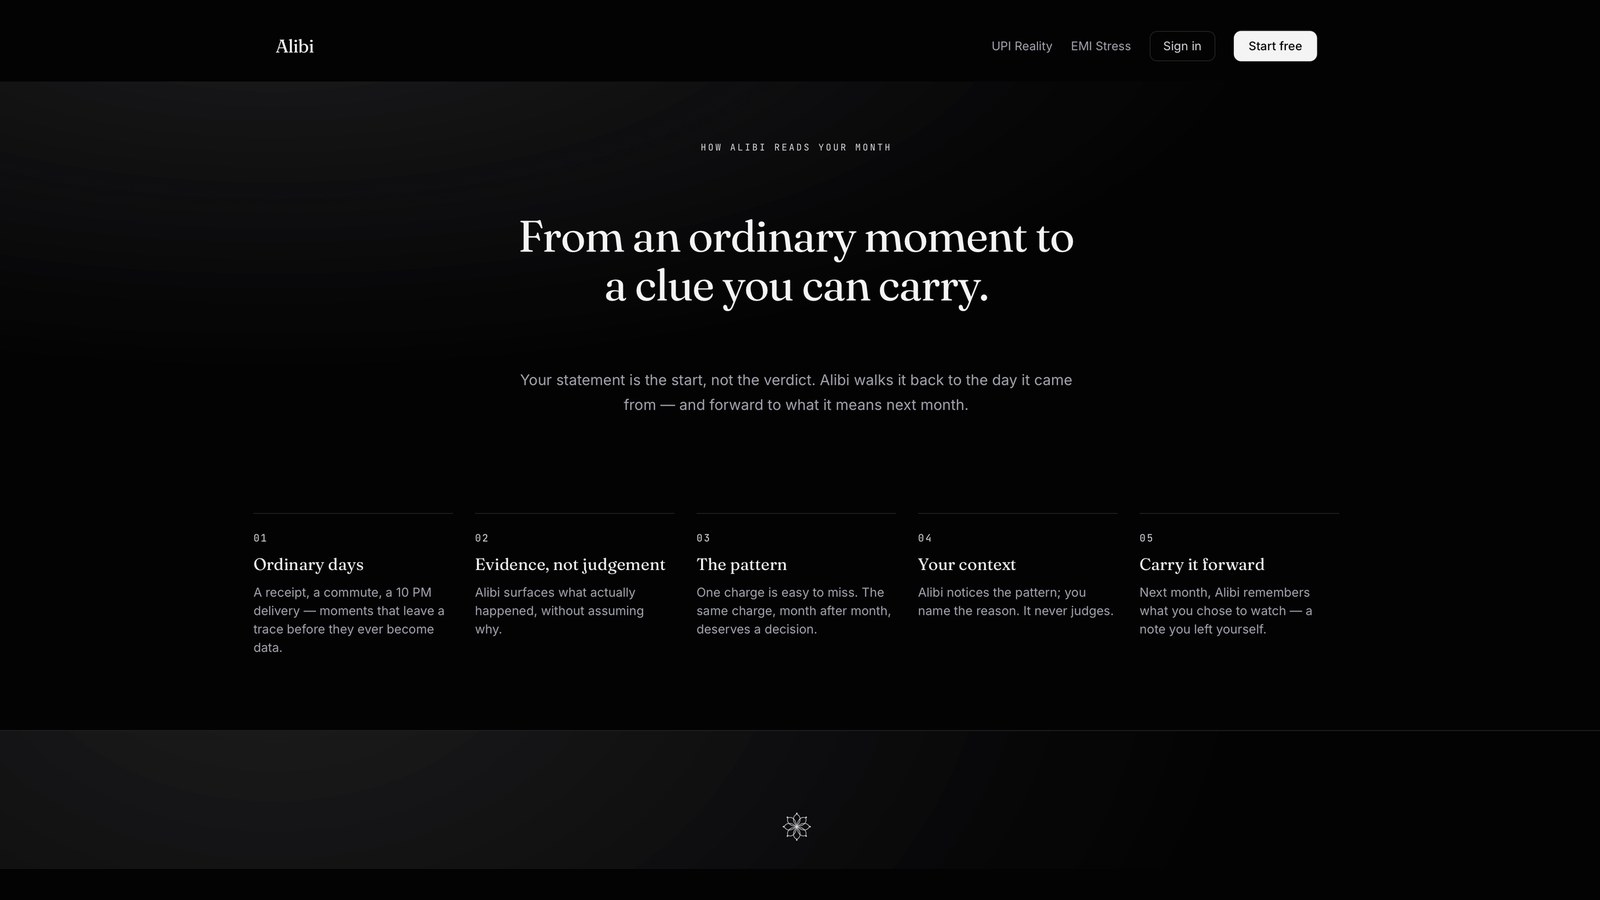 Alibi
UPI Reality
EMI Stress
Sign in
Start free
HOW ALIBI READS YOUR MONTH
From an ordinary moment to
a clue you can carry.
Your statement is the start, not the verdict. Alibi walks it back to the day it came
from — and forward to what it means next month.
01
Ordinary days
A receipt, a commute, a 10 PM
delivery — moments that leave a
trace before they ever become
data.
02
Evidence, not judgement
Alibi surfaces what actually
happened, without assuming
why.
03
The pattern
One charge is easy to miss. The
same charge, month after month,
deserves a decision.
04
Your context
Alibi notices the pattern; you
name the reason. It never judges.
05
Carry it forward
Next month, Alibi remembers
what you chose to watch — a
note you left yourself.